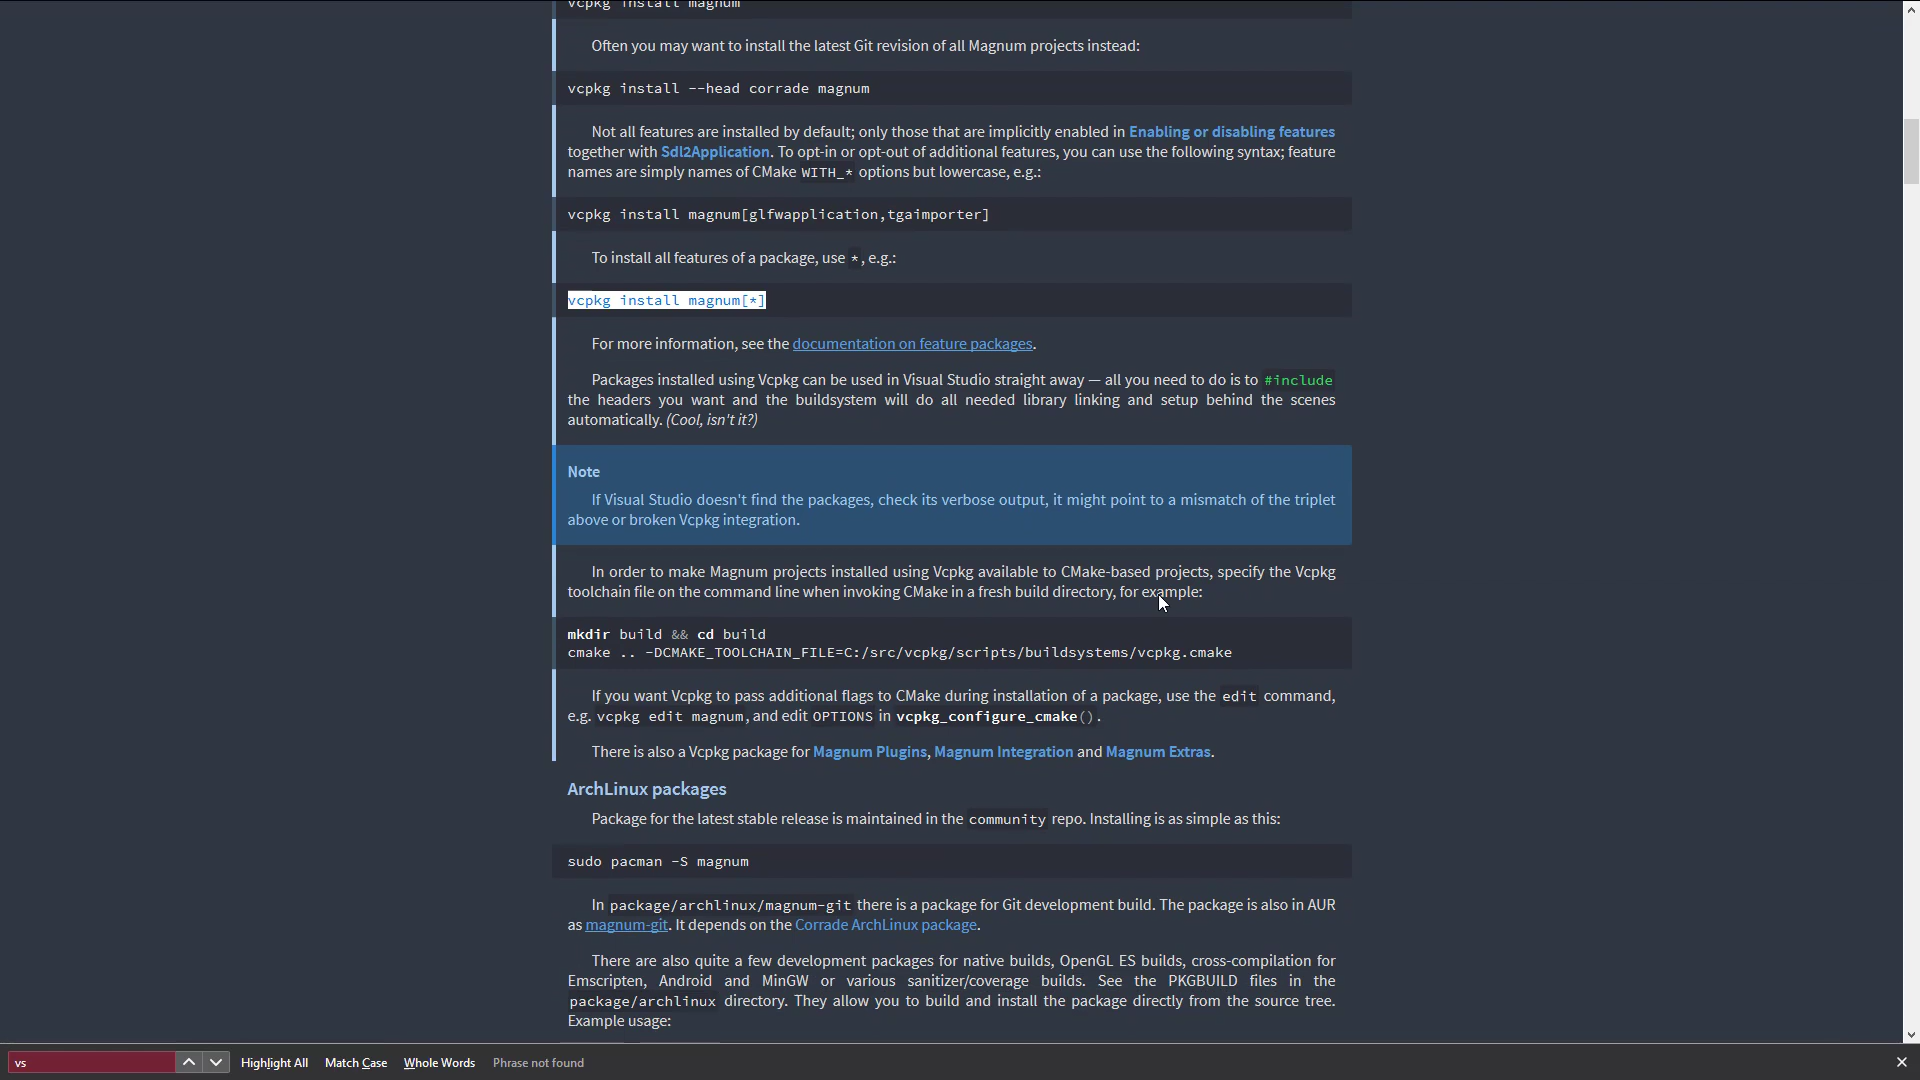 vcpkg install magnum
Often you may want to install the latest Git revision of all Magnum projects instead:
vcpkg install --head corrade magnum
Not all features are installed by default; only those that are implicitly enabled in Enabling or disabling features
together with Sdl2Application. To opt-in or opt-out of additional features, you can use the following syntax; feature
names are simply names of CMake WITH_* options but lowercase, e.g.:
vcpkg install magnum[glfwapplication,tgaimporter]
To install all features of a package, use *, e.g.:
vcpkg install magnum[*]
For more information, see the documentation on feature packages.
Packages installed using Vcpkg can be used in Visual Studio straight away — all you need to do is to #include
the headers you want and the buildsystem will do all needed library linking and setup behind the scenes
automatically. (Cool, isn't it?)
Note
If Visual Studio doesn't find the packages, check its verbose output, it might point to a mismatch of the triplet
above or broken Vcpkg integration.
In order to make Magnum projects installed using Vcpkg available to CMake-based projects, specify the Vcpkg
toolchain file on the command line when invoking CMake in a fresh build directory, for example:
mkdir build && cd build
cmake .. -DCMAKE_TOOLCHAIN_FILE=C:/src/vcpkg/scripts/buildsystems/vcpkg.cmake
If you want Vcpkg to pass additional flags to CMake during installation of a package, use the edit command,
e.g. vcpkg edit magnum, and edit OPTIONS in vcpkg_configure_cmake().
There is also a Vcpkg package for Magnum Plugins, Magnum Integration and Magnum Extras.
ArchLinux packages
Package for the latest stable release is maintained in the community repo. Installing is as simple as this:
sudo pacman -S magnum
In package/archlinux/magnum-git there is a package for Git development build. The package is also in AUR
as magnum-git. It depends on the Corrade ArchLinux package.
There are also quite a few development packages for native builds, OpenGL ES builds, cross-compilation for
Emscripten, Android and MinGW or various sanitizer/coverage builds. See the PKGBUILD files in the
package/archlinux directory. They allow you to build and install the package directly from the source tree.
Example usage:
vs Highlight All Match Case Whole Words Phrase not found